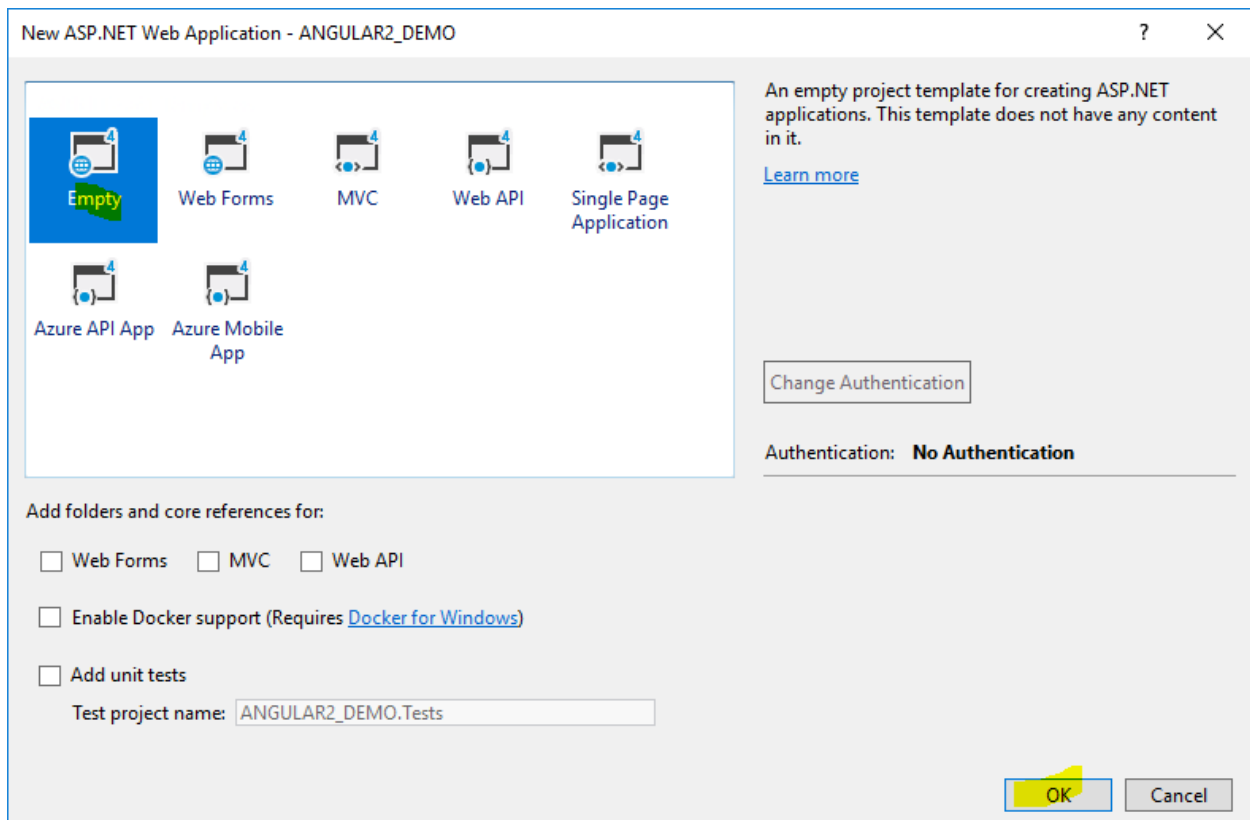 New ASP.NET Web Application - ANGULAR2_DEMO
?
An empty project template for creating ASP.NET
applications. This template does not have any content
in it.
Learn more
4 4 4 4 4
Empty Web Forms MVC Web API Single Page
Application
4 4
Azure API App Azure Mobile
App
Change Authentication
Authentication: No Authentication
Add folders and core references for:
Web Forms MVC Web API
Enable Docker support (Requires Docker for Windows)
Add unit tests
Test project name: ANGULAR2_DEMO.Tests
OK Cancel